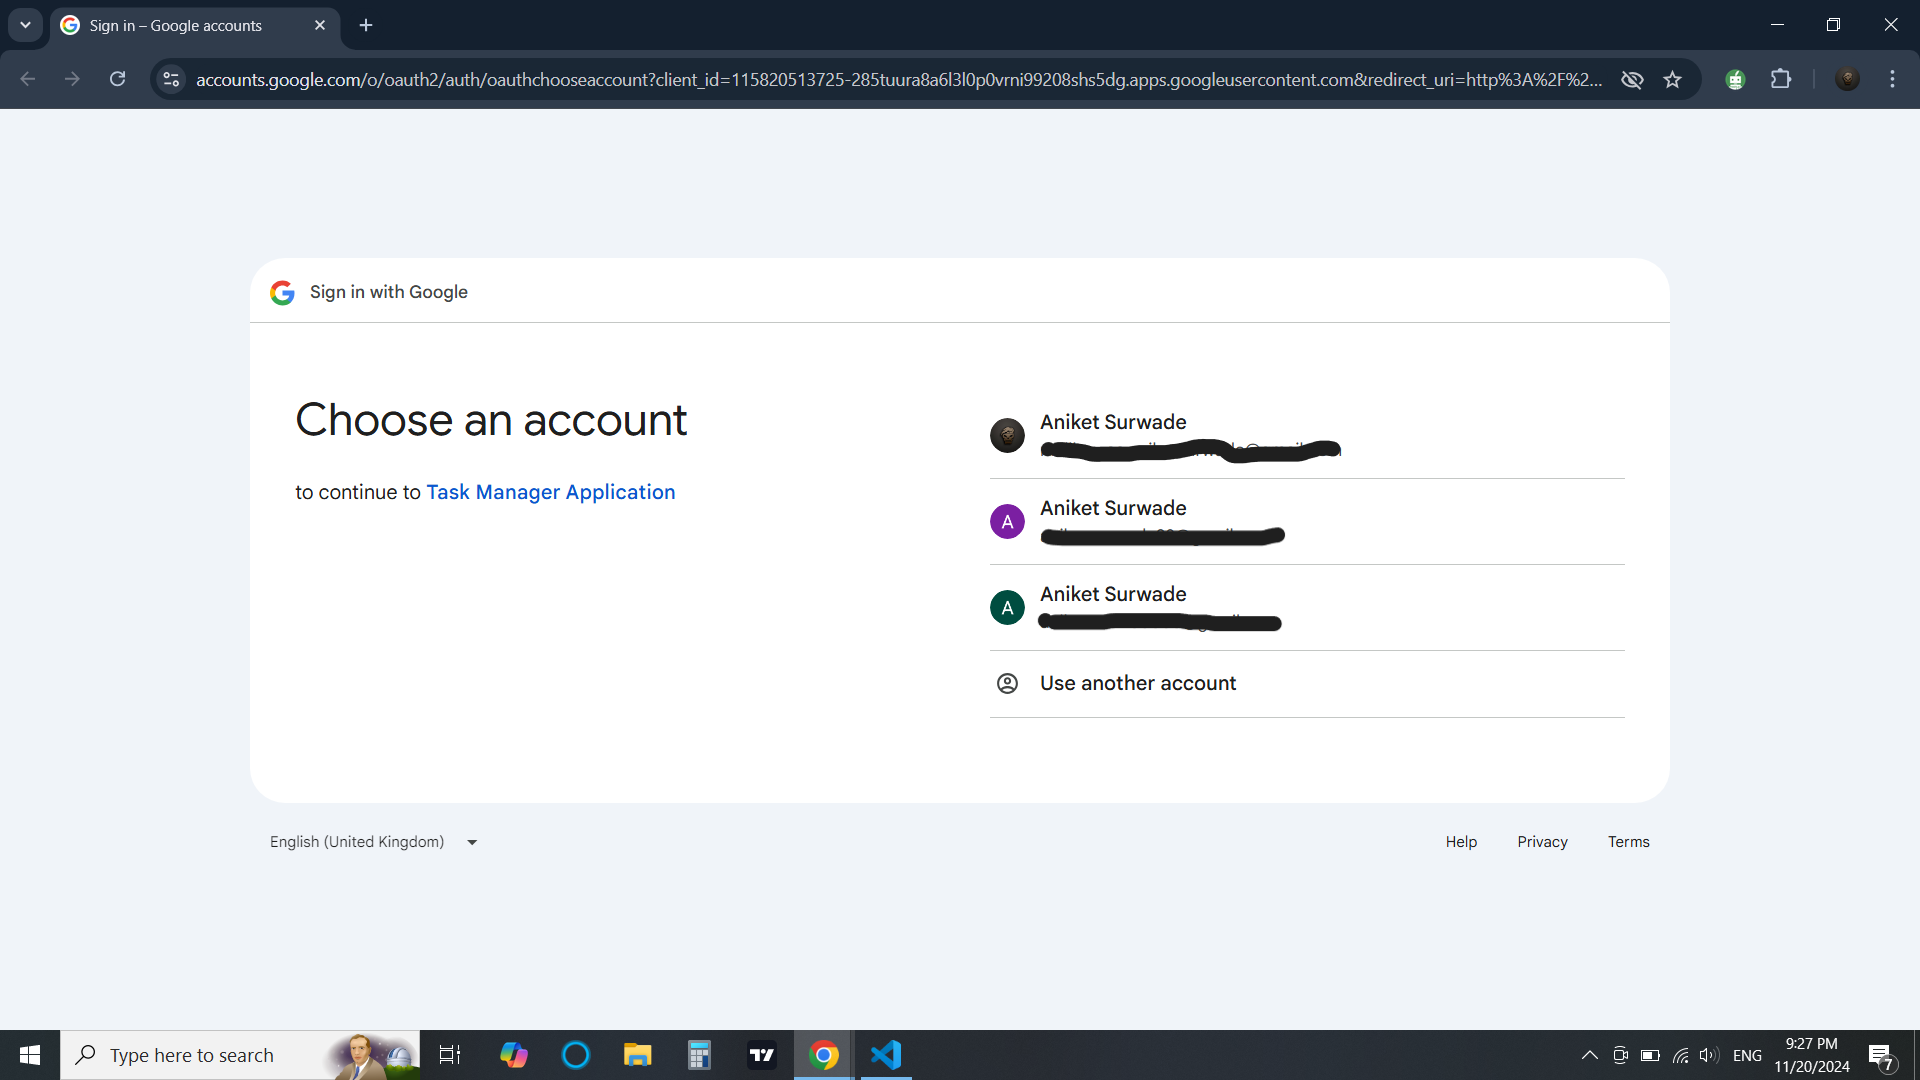 Sign in – Google accounts
accounts.google.com/o/oauth2/auth/oauthchooseaccount?client_id=115820513725-285tuura8a6l3l0p0vrni99208shs5dg.apps.googleusercontent.com&redirect_uri=http%3A%2F%2...
Sign in with Google
Choose an account
to continue to Task Manager Application
Aniket Surwade
A
Aniket Surwade
A
Aniket Surwade
Use another account
English (United Kingdom)
Help Privacy Terms
Type here to search
ENG
9:27 PM
11/20/2024
7